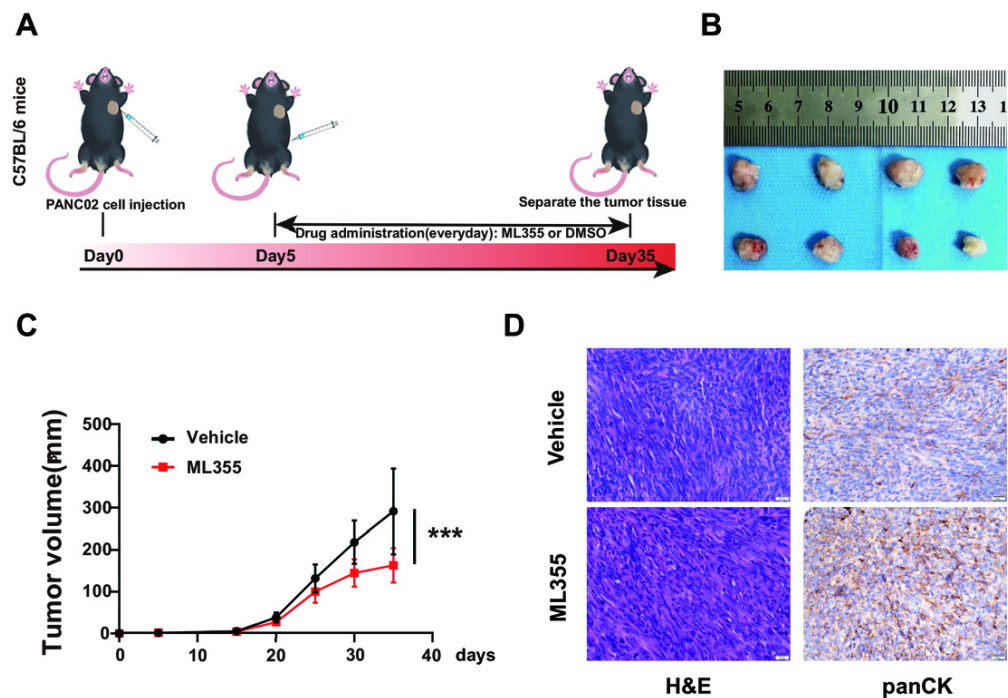 A
C57BL/6 mice
PANC02 cell injection
Separate the tumor tissue
Drug administration(everyday): ML355 or DMSO
Day0
Day5
Day35
B
5 6 7 8 9 10 11 12 13
C
Tumor volume(mm)
500
400
300
200
100
0
Vehicle
ML355
***
0 10 20 30 40 days
D
Vehicle
ML355
H&E
panCK